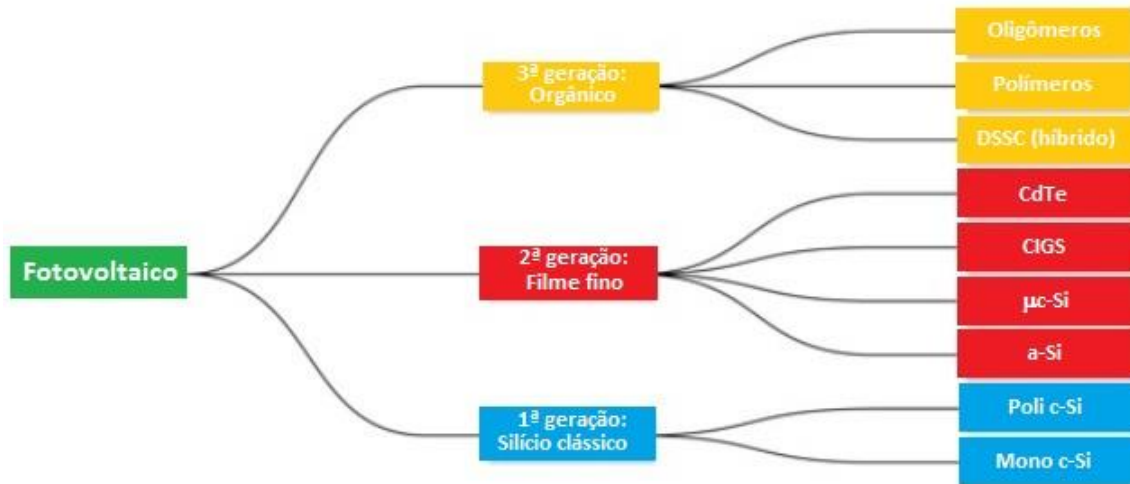 Oligômeros
3ª geração:
Orgânico
Polímeros
DSSC (híbrido)
CdTe
Fotovoltaico
2ª geração:
Filme fino
CIGS
µc-Si
a-Si
1ª geração:
Silício clássico
Poli c-Si
Mono c-Si